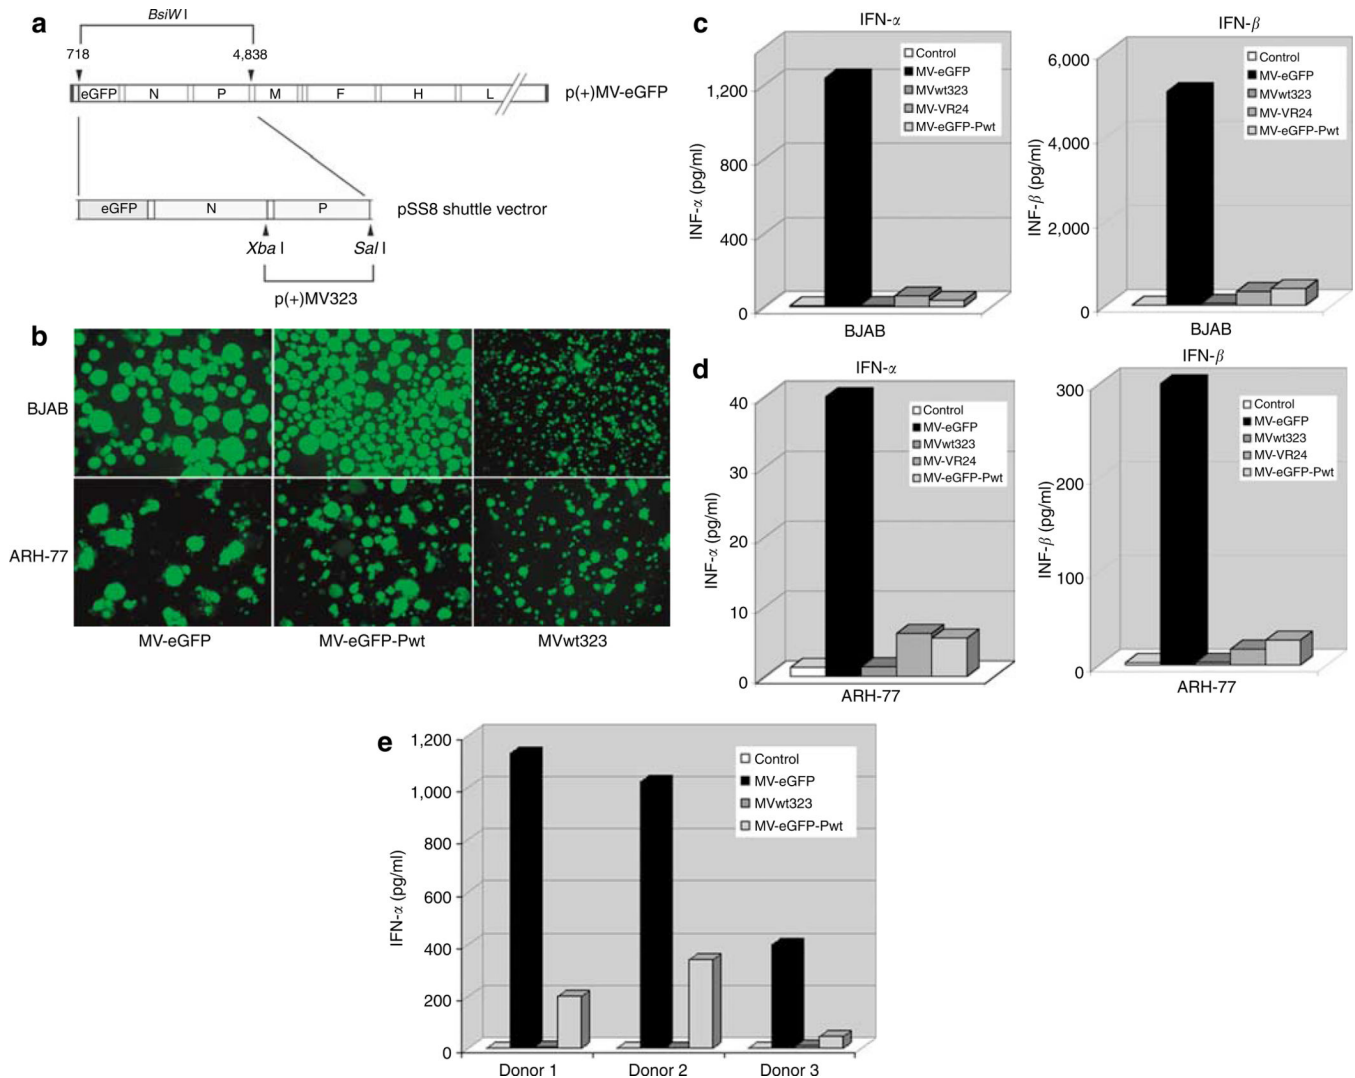 a
BsiW I
718
4,838
eGFP N P M F H L
p(+)MV-eGFP
eGFP N P
pSS8 shuttle vectror
Xba I
Sal I
p(+)MV323
b
BJAB
ARH-77
MV-eGFP
MV-eGFP-Pwt
MVwt323
c
IFN-α
Control
MV-eGFP
MVwt323
MV-VR24
MV-eGFP-Pwt
INF-α (pg/ml)
1,200
800
400
0
BJAB
IFN-β
Control
MV-eGFP
MVwt323
MV-VR24
MV-eGFP-Pwt
INF-β (pg/ml)
6,000
4,000
2,000
0
BJAB
d
IFN-α
Control
MV-eGFP
MVwt323
MV-VR24
MV-eGFP-Pwt
INF-α (pg/ml)
40
30
20
10
0
ARH-77
IFN-β
Control
MV-eGFP
MVwt323
MV-VR24
MV-eGFP-Pwt
INF-β (pg/ml)
300
200
100
0
ARH-77
e
Control
MV-eGFP
MVwt323
MV-eGFP-Pwt
IFN-α (pg/ml)
1,200
1,000
800
600
400
200
0
Donor 1
Donor 2
Donor 3